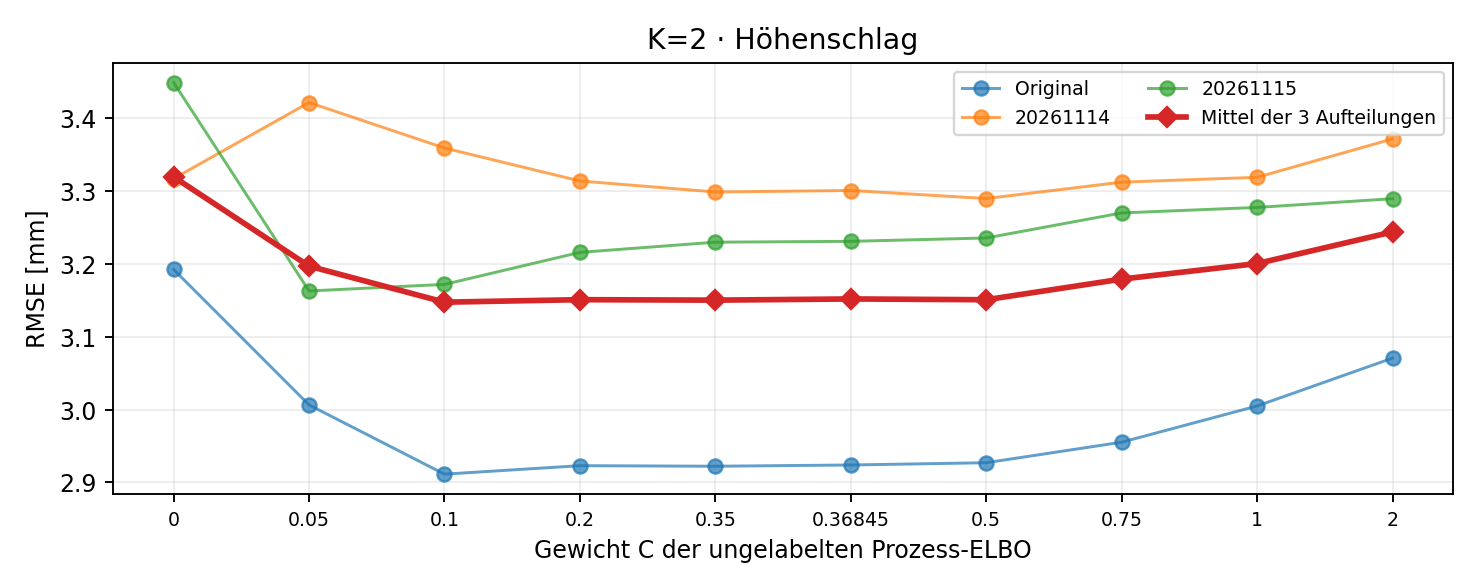 K=2 · Höhenschlag
Original
20261114
20261115
Mittel der 3 Aufteilungen
RMSE [mm]
3.4
3.3
3.2
3.1
3.0
2.9
0 0.05 0.1 0.2 0.35 0.36845 0.5 0.75 1 2
Gewicht C der ungelabelten Prozess-ELBO